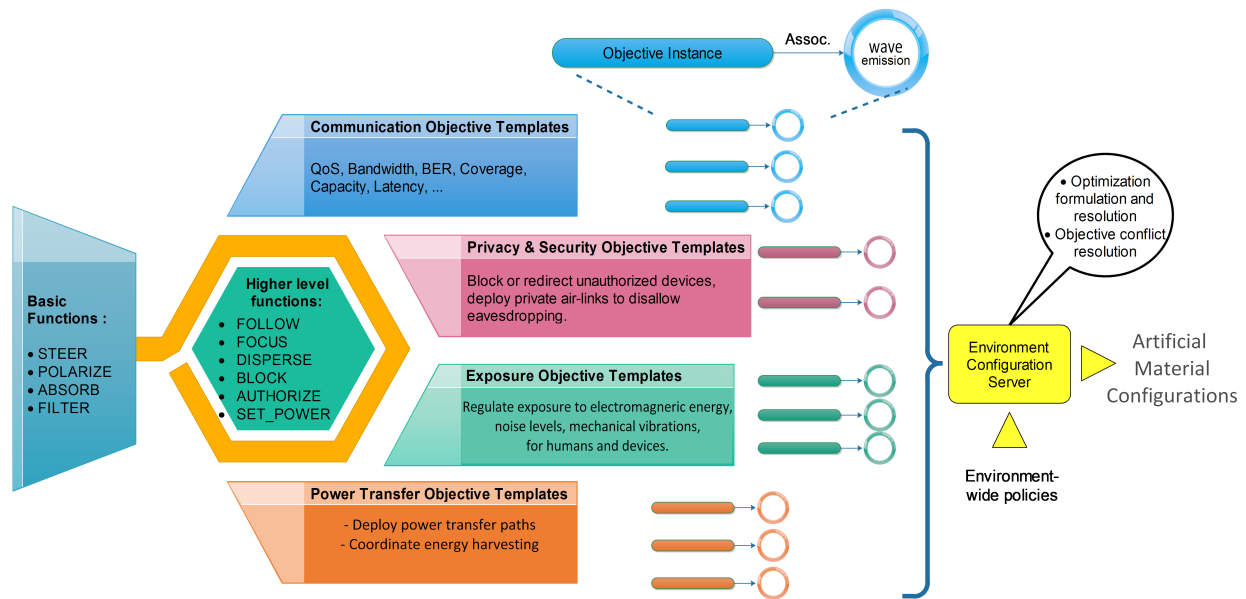 Objective Instance
Assoc.
wave
emission
Communication Objective Templates
QoS, Bandwidth, BER, Coverage,
Capacity, Latency, ...
Basic
Functions :
• STEER
• POLARIZE
• ABSORB
• FILTER
Higher level
functions:
• FOLLOW
• FOCUS
• DISPERSE
• BLOCK
• AUTHORIZE
• SET_POWER
Privacy & Security Objective Templates
Block or redirect unauthorized devices,
deploy private air-links to disallow
eavesdropping.
Exposure Objective Templates
Regulate exposure to electromagneric energy,
noise levels, mechanical vibrations,
for humans and devices.
Power Transfer Objective Templates
- Deploy power transfer paths
- Coordinate energy harvesting
• Optimization
formulation and
resolution
• Objective conflict
resolution
Environment
Configuration
Server
Artificial
Material
Configurations
Environment-
wide policies